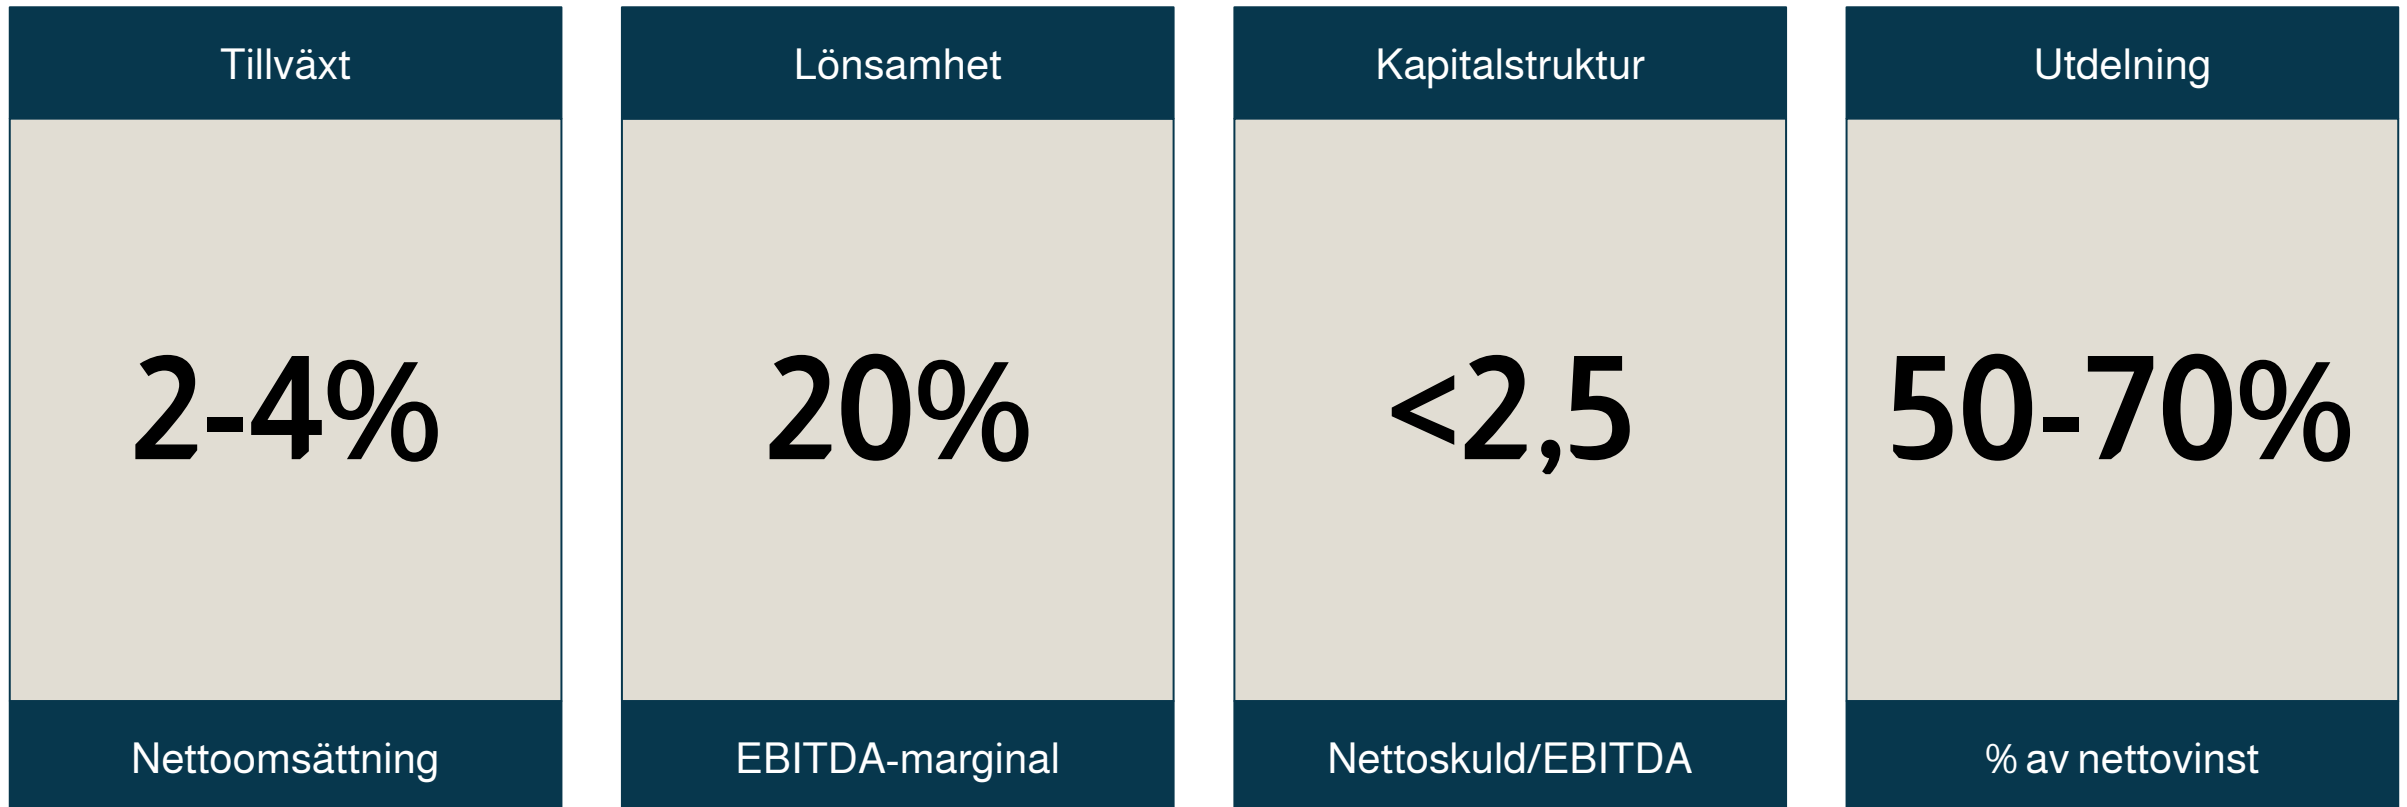 Tillväxt
2-4%
Nettoomsättning
Lönsamhet
20%
EBITDA-marginal
Kapitalstruktur
<2,5
Nettoskuld/EBITDA
Utdelning
50-70%
% av nettovinst